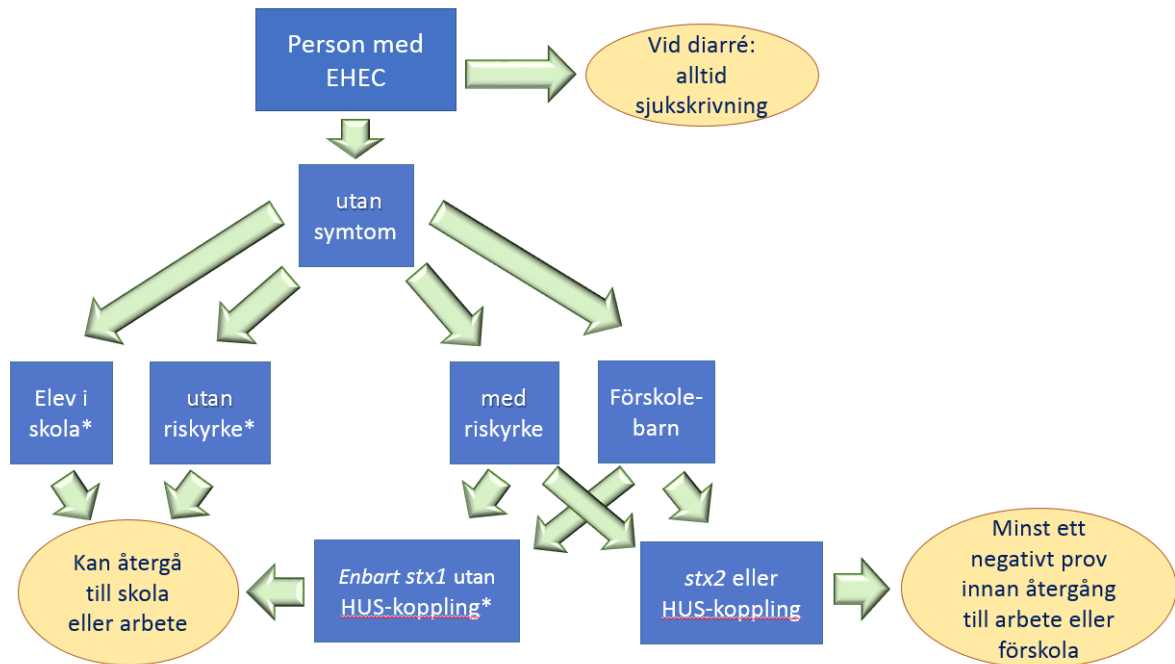 Person med
EHEC
Vid diarré:
alltid
sjukskrivning
utan
symtom
Elev i
skola*
utan
riskyrke*
med
riskyrke
Förskole-
barn
Kan återgå
till skola
eller arbete
Enbart stx1 utan
HUS-koppling*
stx2 eller
HUS-koppling
Minst ett
negativt prov
innan återgång
till arbete eller
förskola